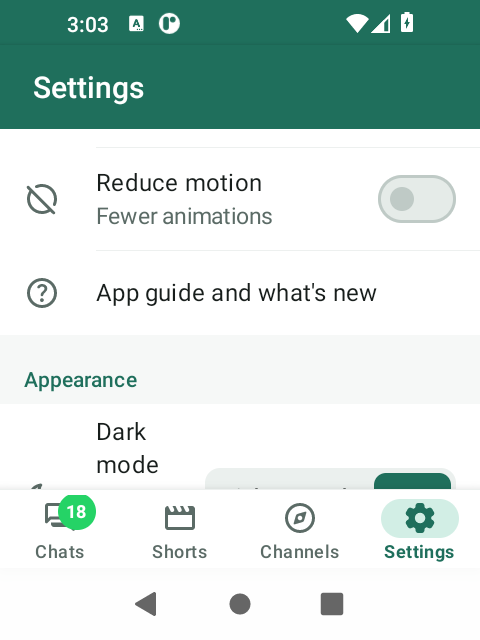 3:03
Settings
Reduce motion
Fewer animations
App guide and what's new
Appearance
Dark
mode
18
Chats
Shorts
Channels
Settings